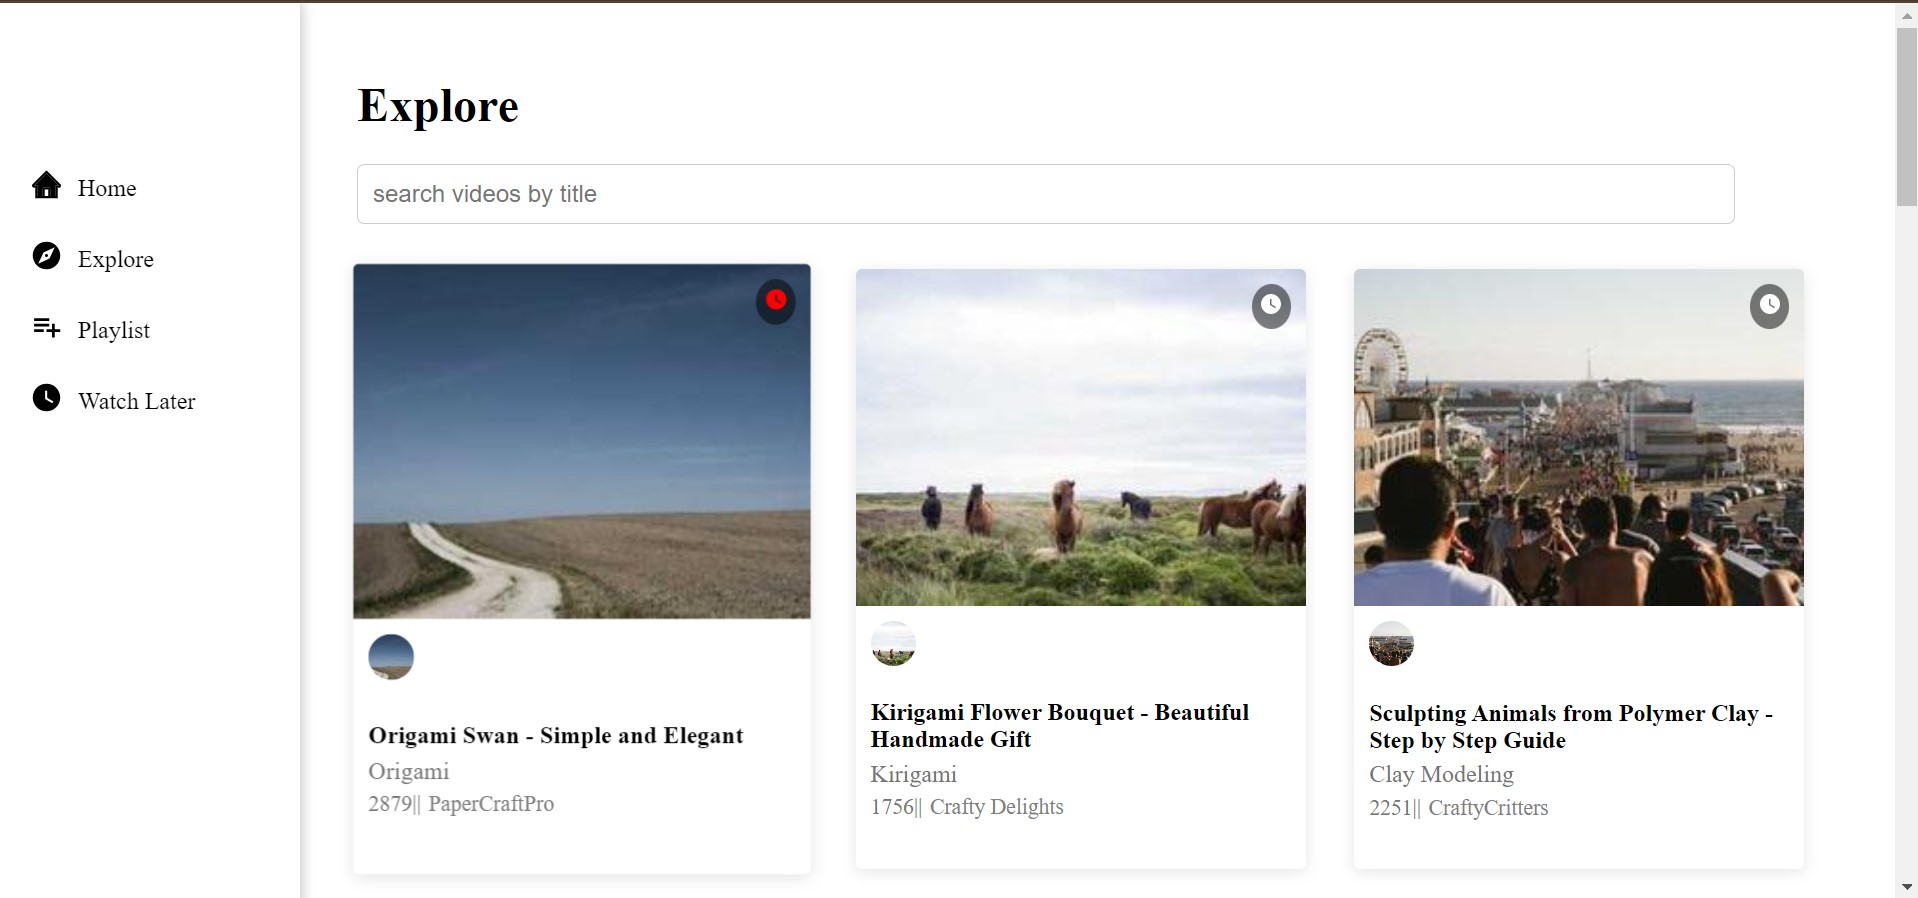 Home
Explore
Playlist
Watch Later
Explore
search videos by title
Origami Swan - Simple and Elegant
Origami
2879|| PaperCraftPro
Kirigami Flower Bouquet - Beautiful
Handmade Gift
Kirigami
1756|| Crafty Delights
Sculpting Animals from Polymer Clay -
Step by Step Guide
Clay Modeling
2251|| CraftyCritters